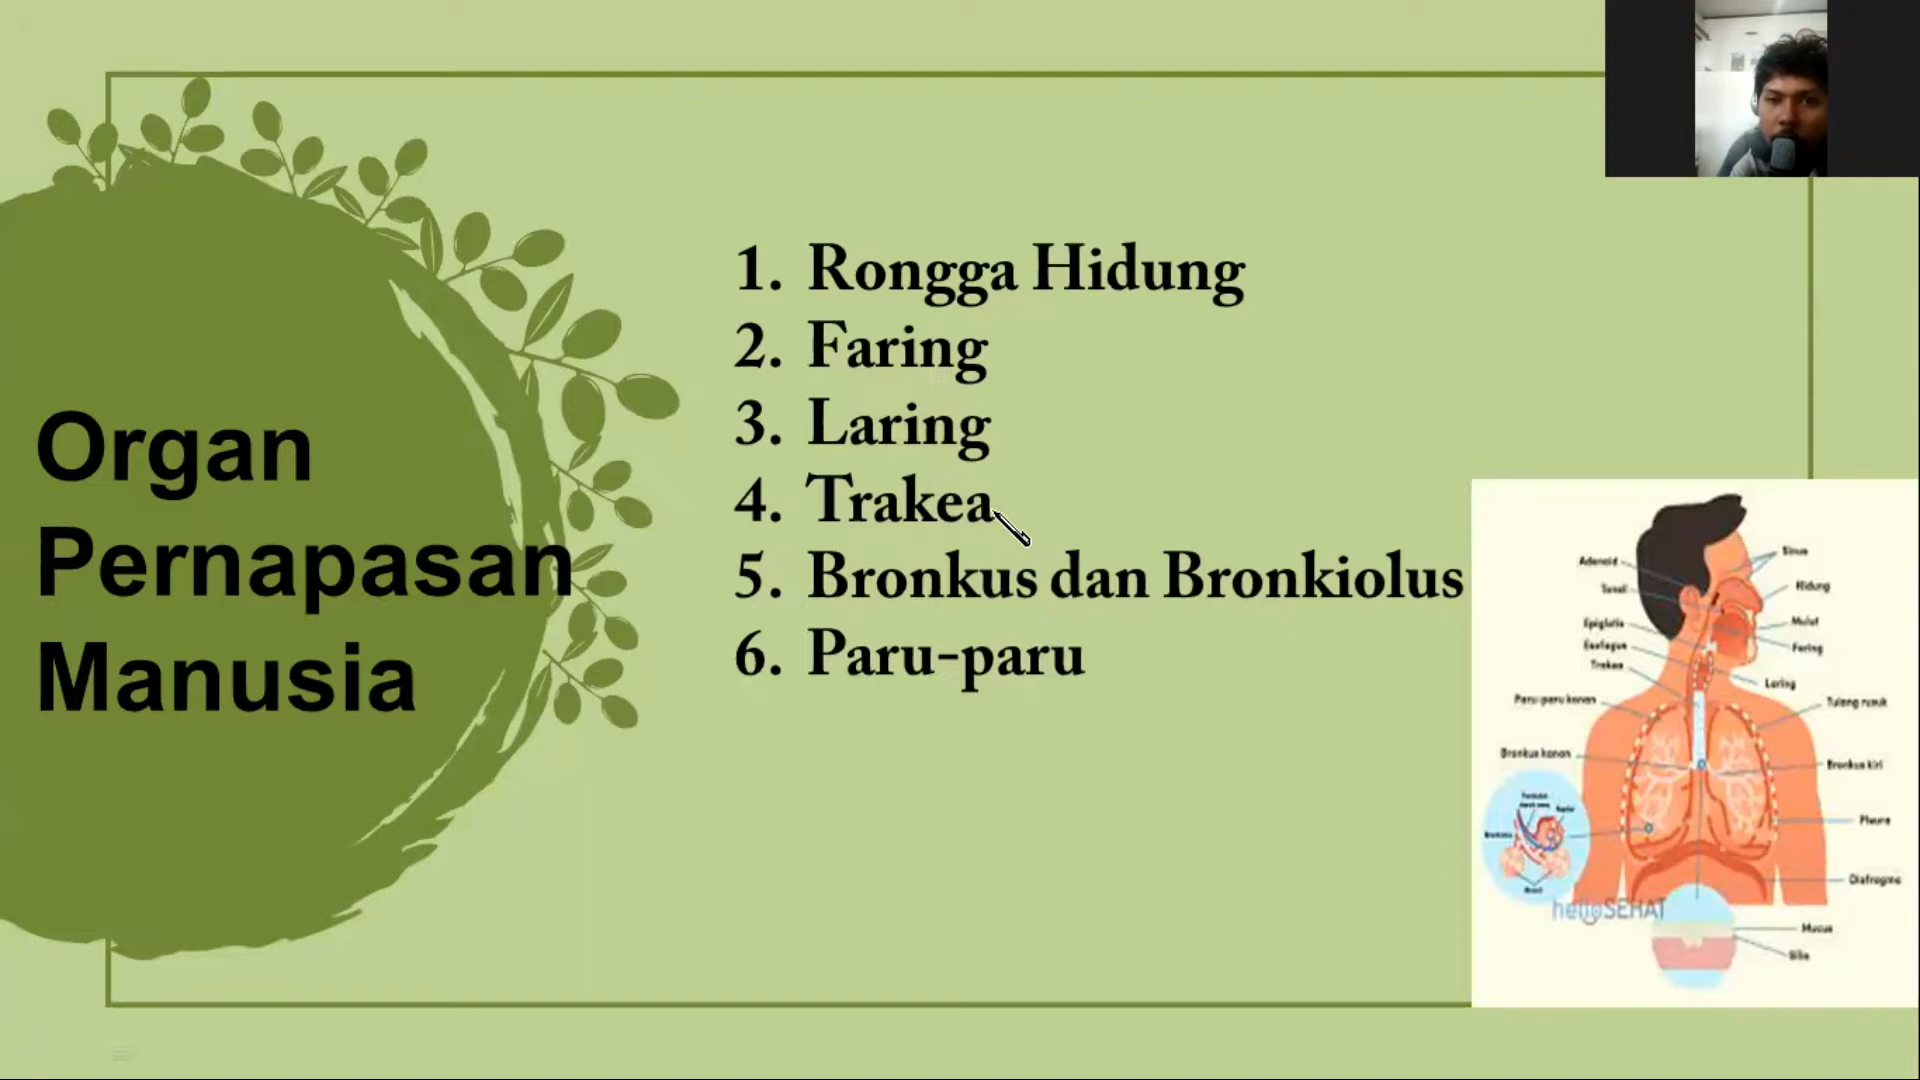 Organ
Pernapasan
Manusia
1. Rongga Hidung
2. Faring
3. Laring
4. Trakea
5. Bronkus dan Bronkiolus
6. Paru-paru
Adenoid
Tonsil
Epiglotis
Esofagus
Trakea
Paru-paru kanan
Bronkus kanan
Sinus
Hidung
Mulut
Faring
Laring
Tulang rusuk
Bronkus kiri
Pleura
Diafragma
Mucus
Silia
helloSEHAT